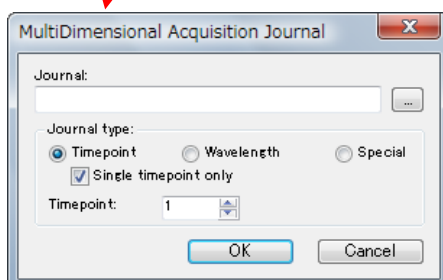 MultiDimensional Acquisition Journal
Journal:
...
Journal type:
Timepoint Wavelength Special
Single timepoint only
Timepoint: 1
OK Cancel